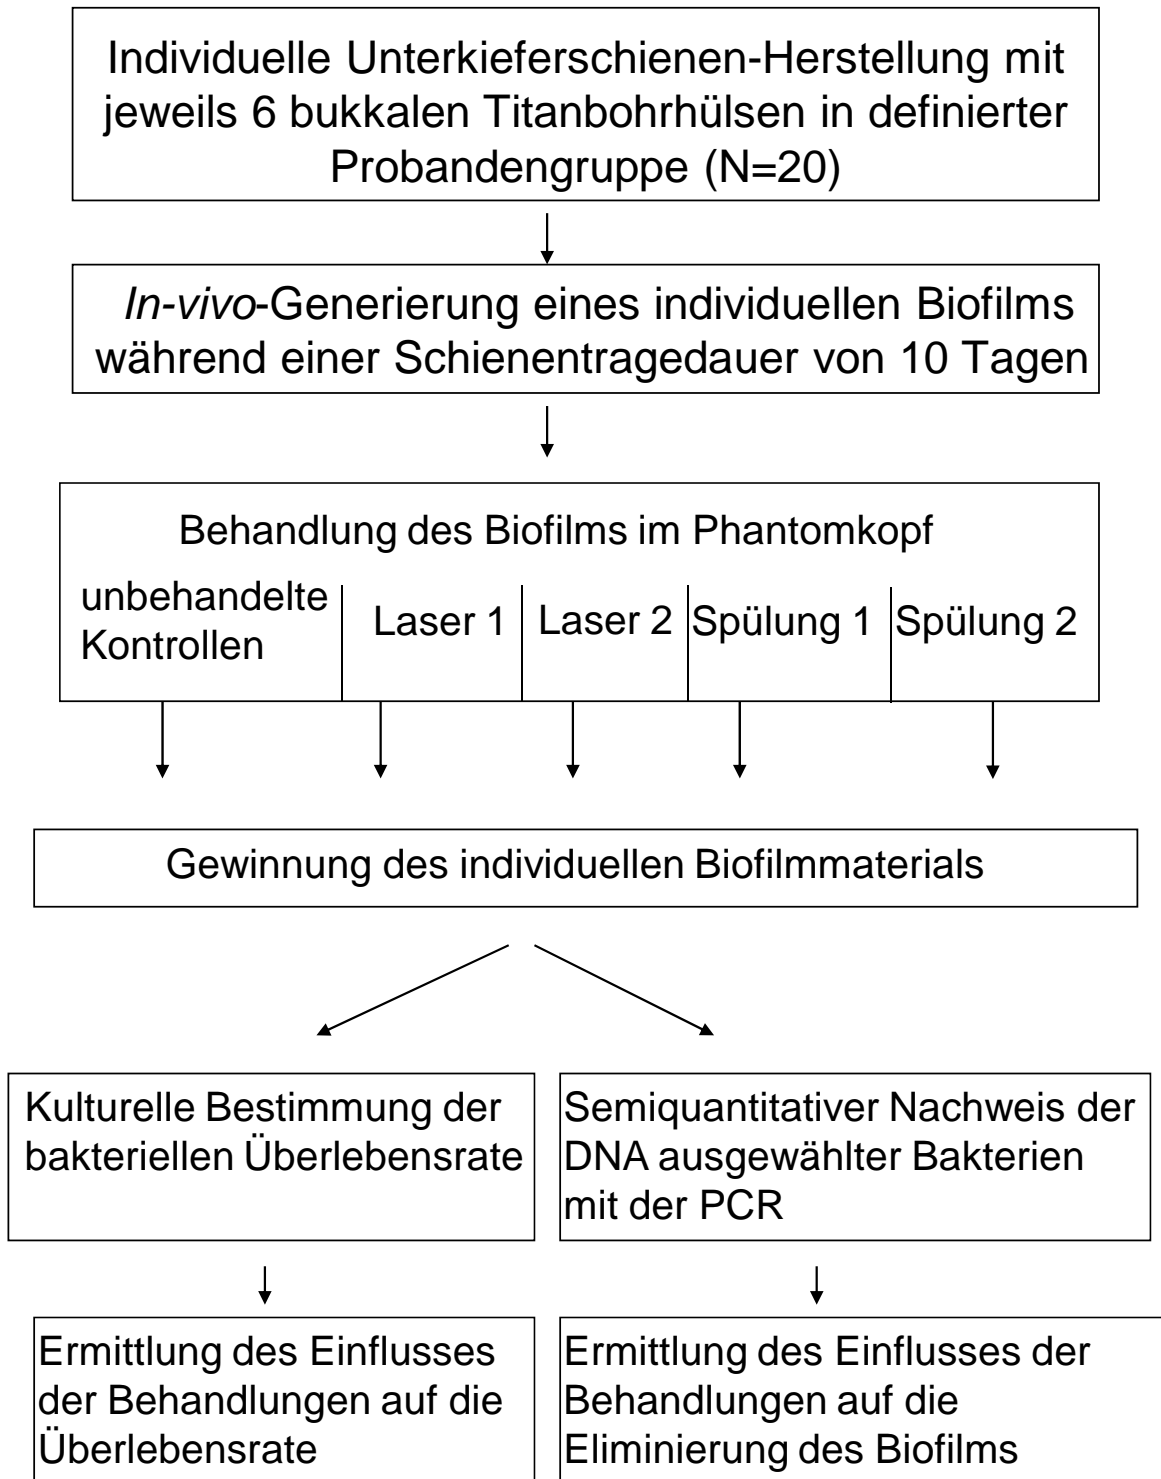 Individuelle Unterkieferschienen-Herstellung mit
jeweils 6 bukkalen Titanbohrhülsen in definierter
Probandengruppe (N=20)
In-vivo-Generierung eines individuellen Biofilms
während einer Schienentragedauer von 10 Tagen
Behandlung des Biofilms im Phantomkopf
unbehandelte
Kontrollen
Laser 1
Laser 2
Spülung 1
Spülung 2
Gewinnung des individuellen Biofilmmaterials
Kulturelle Bestimmung der
bakteriellen Überlebensrate
Semiquantitativer Nachweis der
DNA ausgewählter Bakterien
mit der PCR
Ermittlung des Einflusses
der Behandlungen auf die
Überlebensrate
Ermittlung des Einflusses der
Behandlungen auf die
Eliminierung des Biofilms